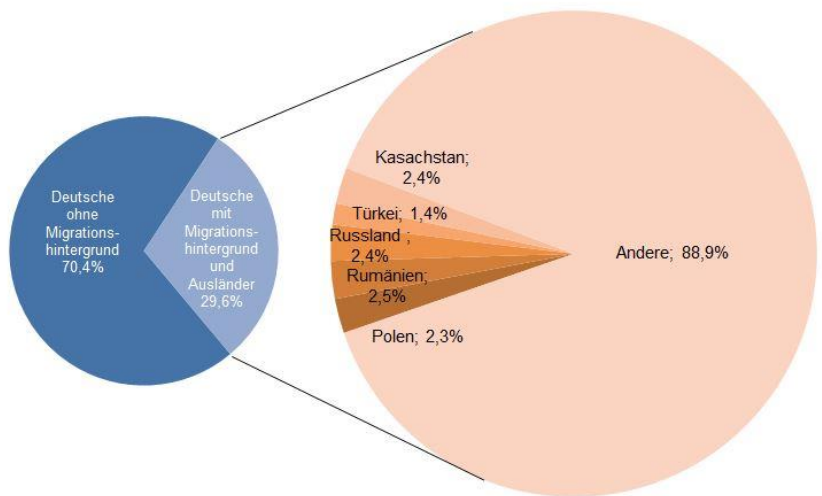 Deutsche
ohne
Migrations-
hintergrund
70,4%
Deutsche
mit
Migrations-
hintergrund
und
Ausländer
29,6%
Kasachstan;
2,4%
Türkei; 1,4%
Russland ;
2,4%
Rumänien;
2,5%
Polen; 2,3%
Andere; 88,9%